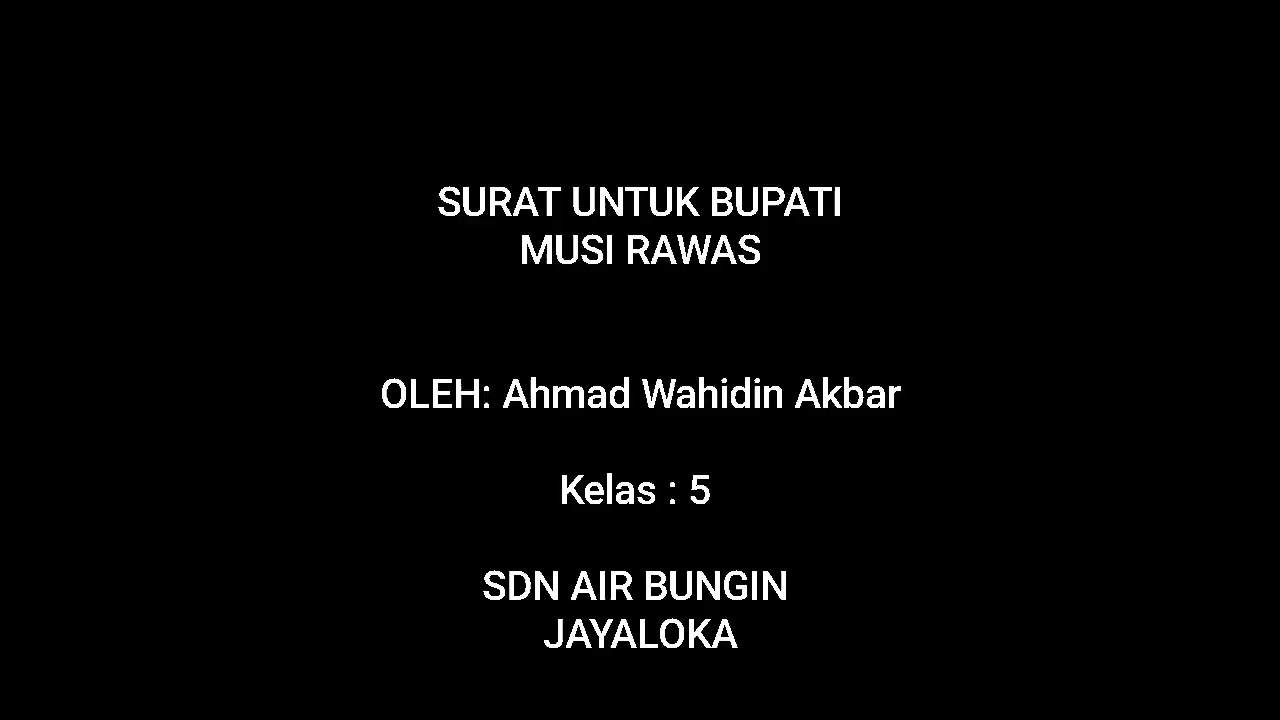 SURAT UNTUK BUPATI
MUSI RAWAS
OLEH: Ahmad Wahidin Akbar
Kelas : 5
SDN AIR BUNGIN
JAYALOKA